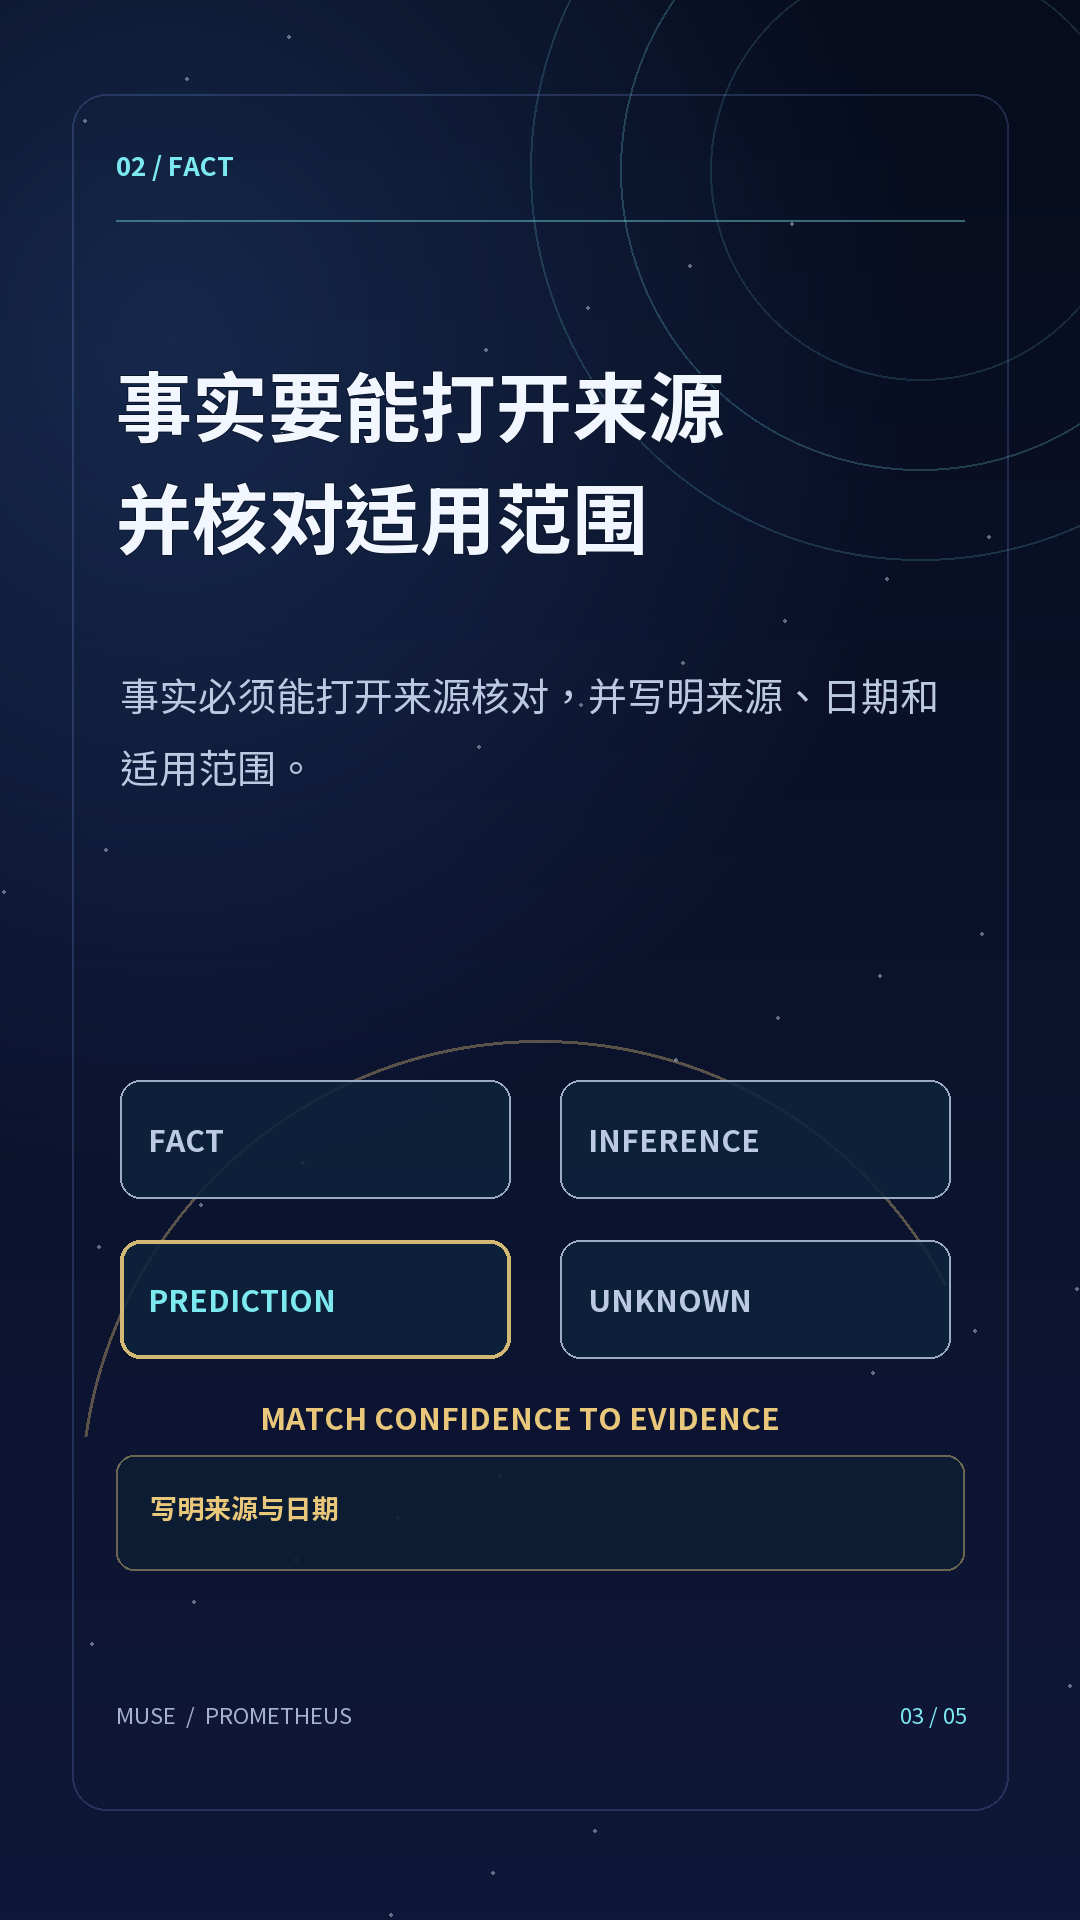 02 / FACT
事实要能打开来源
并核对适用范围
事实必须能打开来源核对，并写明来源、日期和
适用范围。
FACT
INFERENCE
PREDICTION
UNKNOWN
MATCH CONFIDENCE TO EVIDENCE
写明来源与日期
MUSE / PROMETHEUS
03 / 05